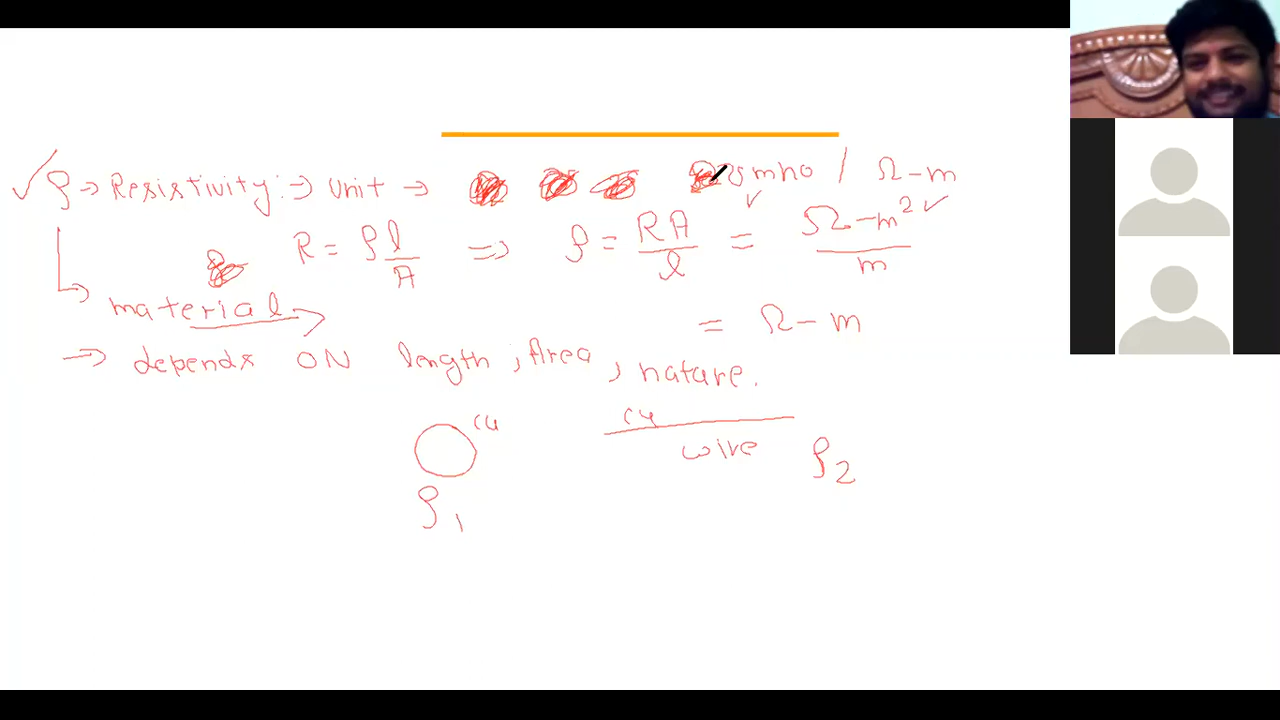 ✓ ρ → Resistivity :→ Unit → ʊ mho / Ω-m
R = ρl/A ⇒ ρ = RA/l = Ω-m²/m
material → = Ω-m
→ depends ON length, Area, nature.
Cu Cu
wire ρ2
ρ1